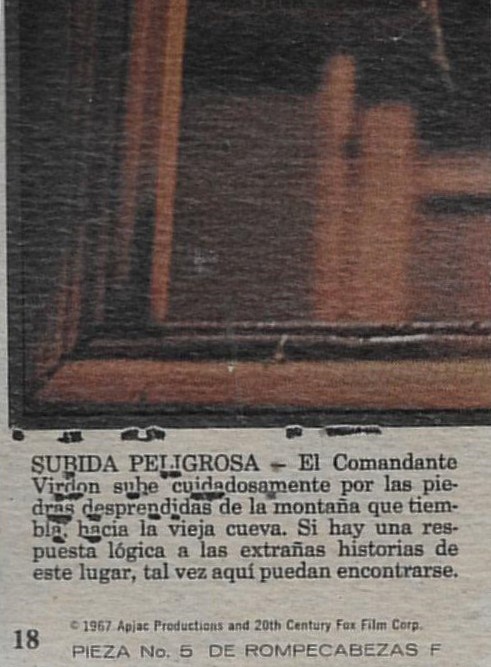 SUBIDA PELIGROSA – El Comandante
Virdon sube cuidadosamente por las pie-
dras desprendidas de la montaña que tiem-
bla, hacia la vieja cueva. Si hay una res-
puesta lógica a las extrañas historias de
este lugar, tal vez aquí puedan encontrarse.
© 1967 Apjac Productions and 20th Century Fox Film Corp.
18
PIEZA No. 5 DE ROMPECABEZAS F